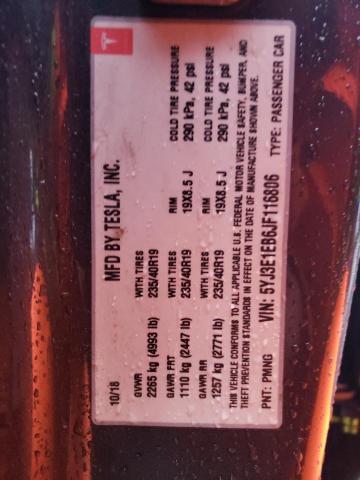 MFD BY TESLA, INC.
10/18
GVWR WITH TIRES RIM COLD TIRE PRESSURE
2265 kg (4993 lb) 235/40R19 19X8.5 J 290 kPa, 42 psi
GAWR FRT WITH TIRES RIM COLD TIRE PRESSURE
1110 kg (2447 lb) 235/40R19 19X8.5 J 290 kPa, 42 psi
GAWR RR WITH TIRES
1257 kg (2771 lb) 235/40R19
THIS VEHICLE CONFORMS TO ALL APPLICABLE U.S. FEDERAL MOTOR VEHICLE SAFETY, BUMPER, AND
THEFT PREVENTION STANDARDS IN EFFECT ON THE DATE OF MANUFACTURE SHOWN ABOVE.
PNT: PMNG VIN: 5YJ3E1EB6JF116806 TYPE: PASSENGER CAR